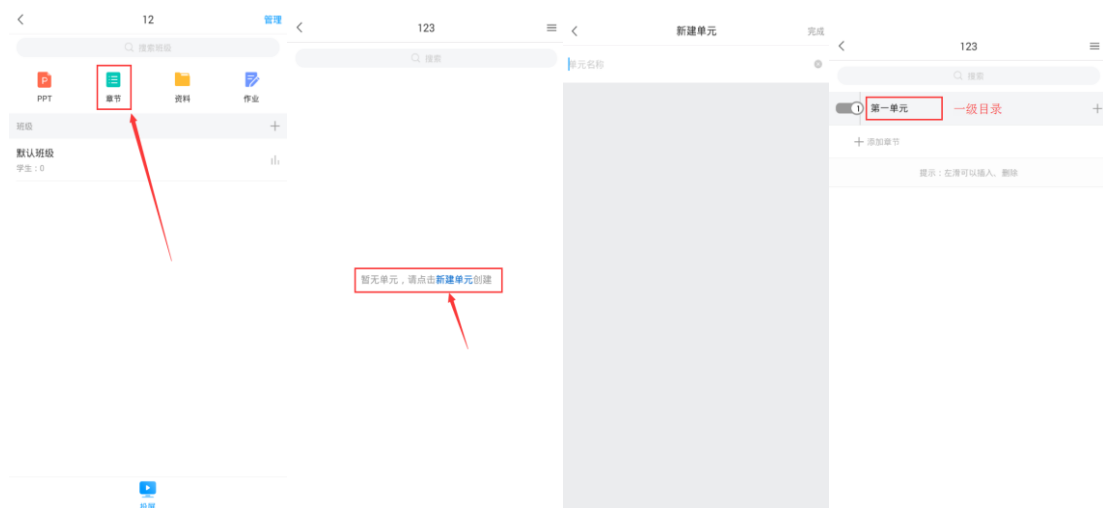 12
管理
搜索班级
P
PPT
章节
资料
作业
班级
默认班级
学生：0
投屏
123
搜索
暂无单元，请点击新建单元创建
新建单元
完成
单元名称
123
搜索
1
第一单元
一级目录
添加章节
提示：左滑可以插入、删除